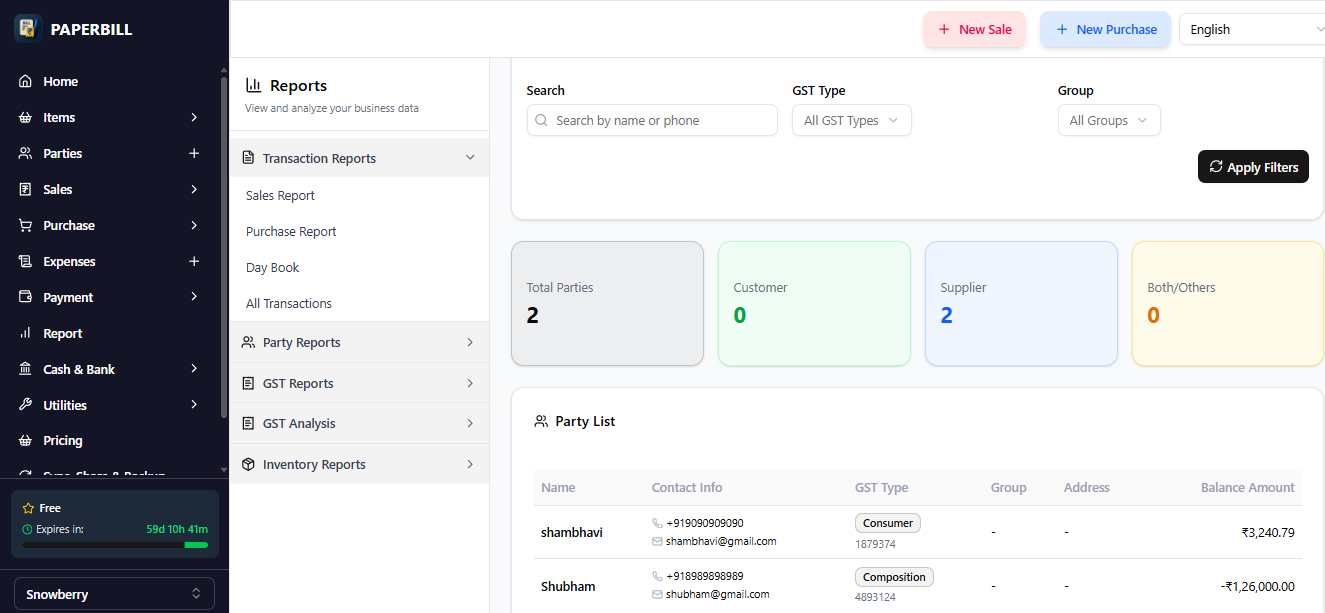 PAPERBILL
Home
Items
Parties
Sales
Purchase
Expenses
Payment
Report
Cash & Bank
Utilities
Pricing
Sync, Share & Backup
Free
Expires in: 59d 10h 41m
Snowberry
New Sale
New Purchase
English
Reports
View and analyze your business data
Transaction Reports
Sales Report
Purchase Report
Day Book
All Transactions
Party Reports
GST Reports
GST Analysis
Inventory Reports
Search
Search by name or phone
GST Type
All GST Types
Group
All Groups
Apply Filters
Total Parties
2
Customer
0
Supplier
2
Both/Others
0
Party List
Name Contact Info GST Type Group Address Balance Amount
shambhavi +919090909090 shambhavi@gmail.com Consumer 1879374 - - ₹3,240.79
Shubham +918989898989 shubham@gmail.com Composition 4893124 - - -₹1,26,000.00